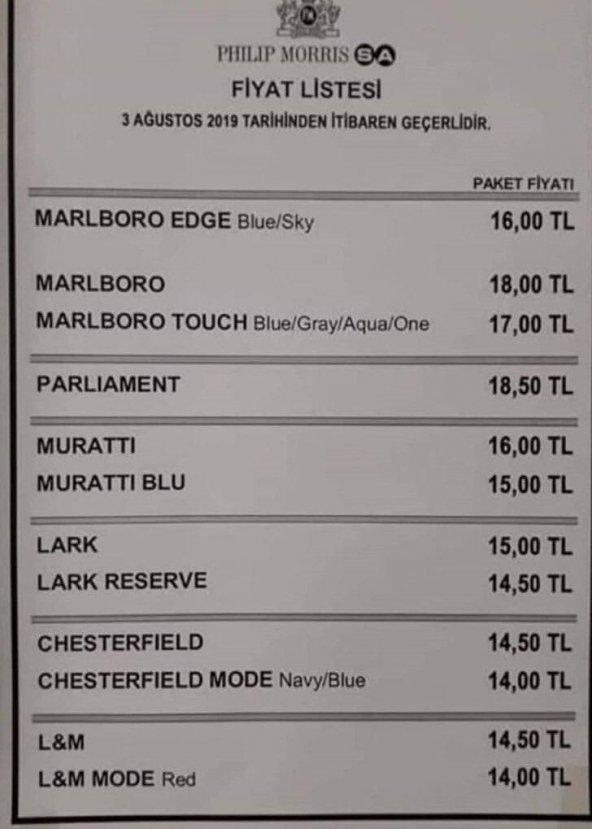 PM
PHILIP MORRIS SA
FİYAT LİSTESİ
3 AĞUSTOS 2019 TARİHİNDEN İTİBAREN GEÇERLİDİR.
PAKET FİYATI
MARLBORO EDGE Blue/Sky 16,00 TL
MARLBORO 18,00 TL
MARLBORO TOUCH Blue/Gray/Aqua/One 17,00 TL
PARLIAMENT 18,50 TL
MURATTI 16,00 TL
MURATTI BLU 15,00 TL
LARK 15,00 TL
LARK RESERVE 14,50 TL
CHESTERFIELD 14,50 TL
CHESTERFIELD MODE Navy/Blue 14,00 TL
L&M 14,50 TL
L&M MODE Red 14,00 TL